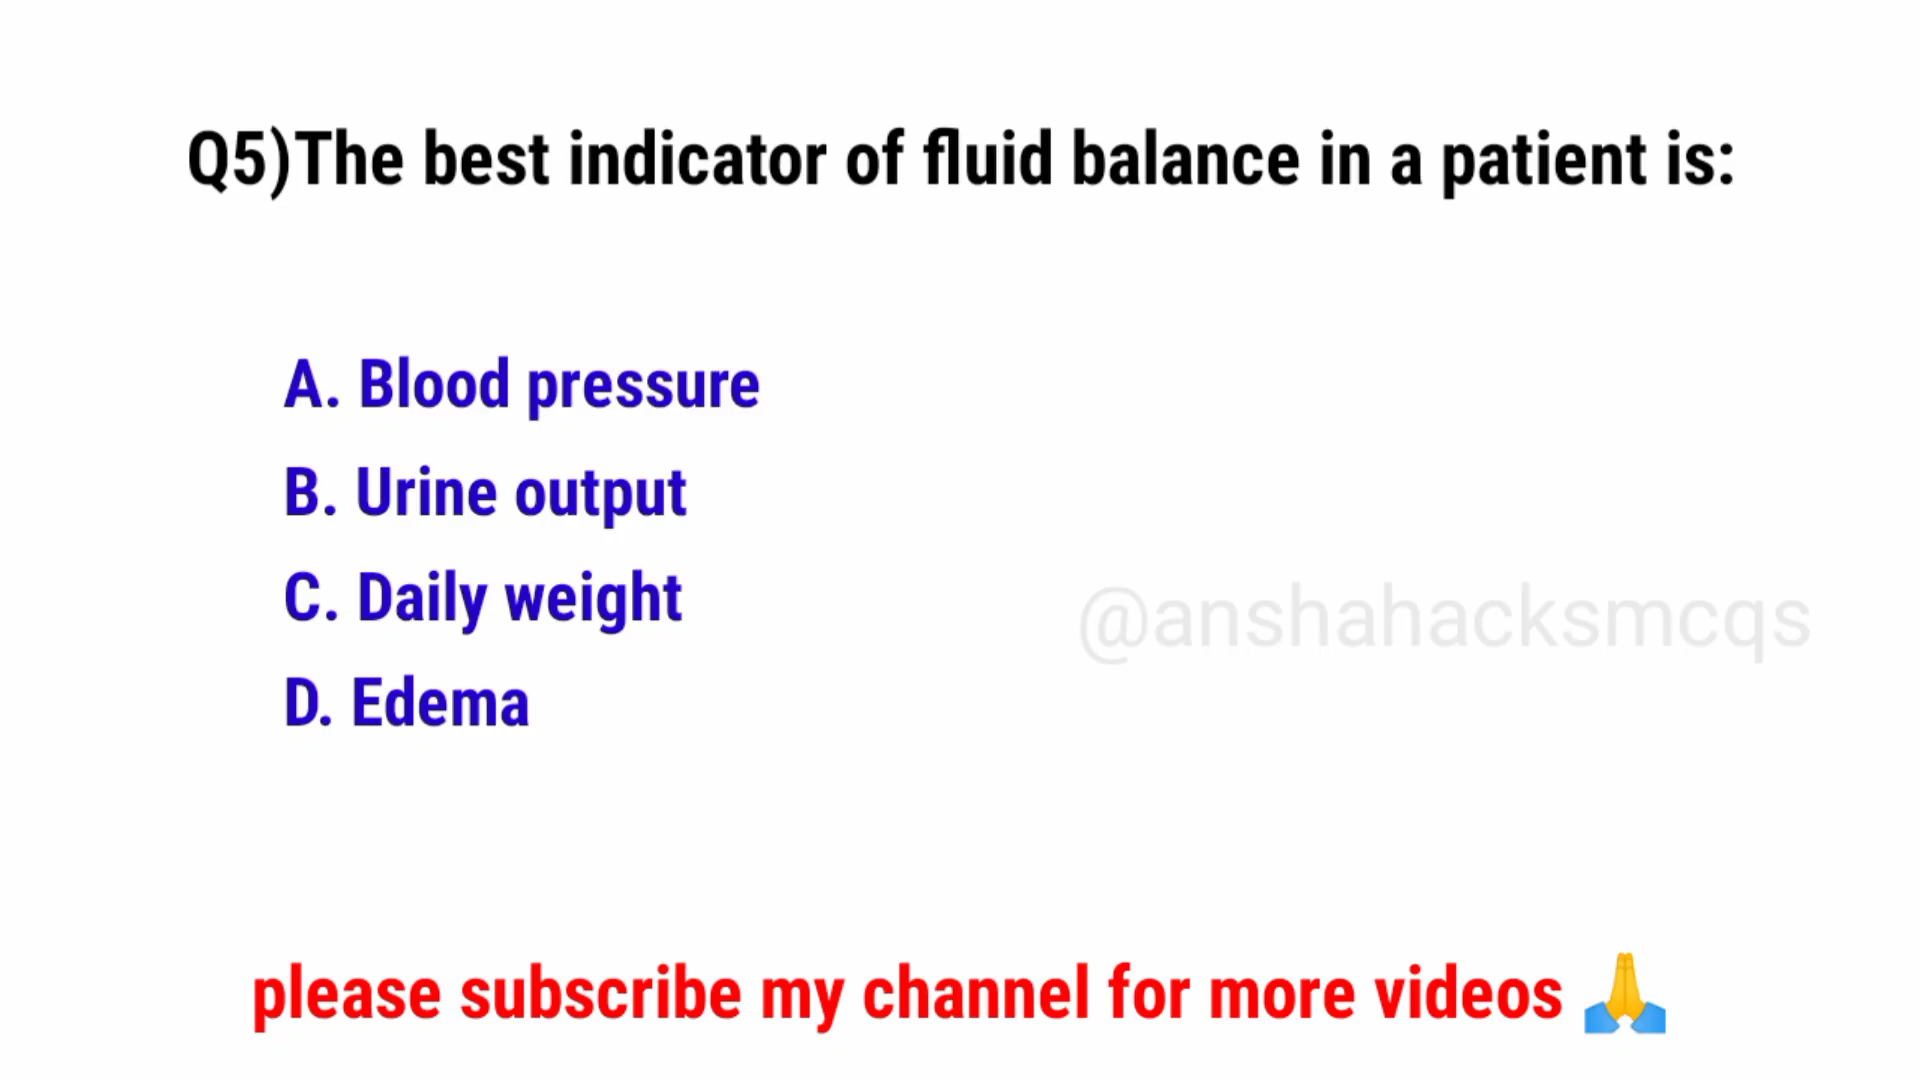 Q5)The best indicator of fluid balance in a patient is:
A. Blood pressure
B. Urine output
C. Daily weight
@anshahacksmcqs
D. Edema
please subscribe my channel for more videos 🙏